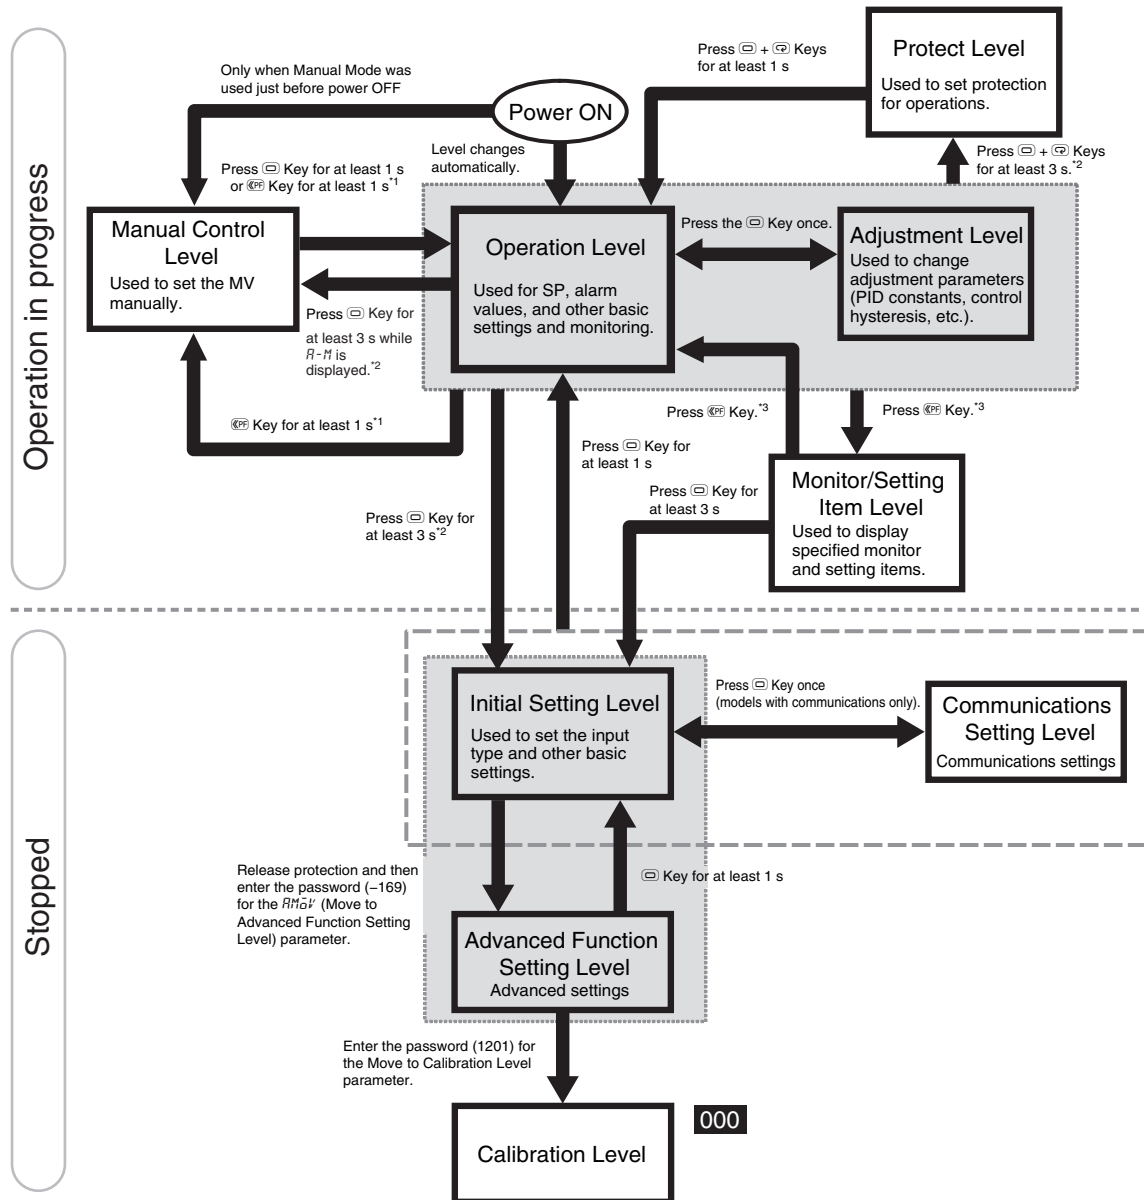 Operation in progress
Only when Manual Mode was
used just before power OFF
Power ON
Level changes
automatically.
Press + Keys
for at least 1 s
Protect Level
Used to set protection
for operations.
Press + Keys
for at least 3 s.*2
Press Key for at least 1 s
or PF Key for at least 1 s*1
Manual Control
Level
Used to set the MV
manually.
Operation Level
Used for SP, alarm
values, and other basic
settings and monitoring.
Press the Key once.
Adjustment Level
Used to change
adjustment parameters
(PID constants, control
hysteresis, etc.).
Press Key for
at least 3 s while
A-M is
displayed.*2
PF Key for at least 1 s*1
Press PF Key.*3
Press PF Key.*3
Press Key for
at least 1 s
Press Key for
at least 3 s
Press Key for
at least 3 s*2
Monitor/Setting
Item Level
Used to display
specified monitor
and setting items.
Stopped
Initial Setting Level
Used to set the input
type and other basic
settings.
Press Key once
(models with communications only).
Communications
Setting Level
Communications settings
Release protection and then
enter the password (–169)
for the AMoV (Move to
Advanced Function Setting
Level) parameter.
Key for at least 1 s
Advanced Function
Setting Level
Advanced settings
Enter the password (1201) for
the Move to Calibration Level
parameter.
Calibration Level
000